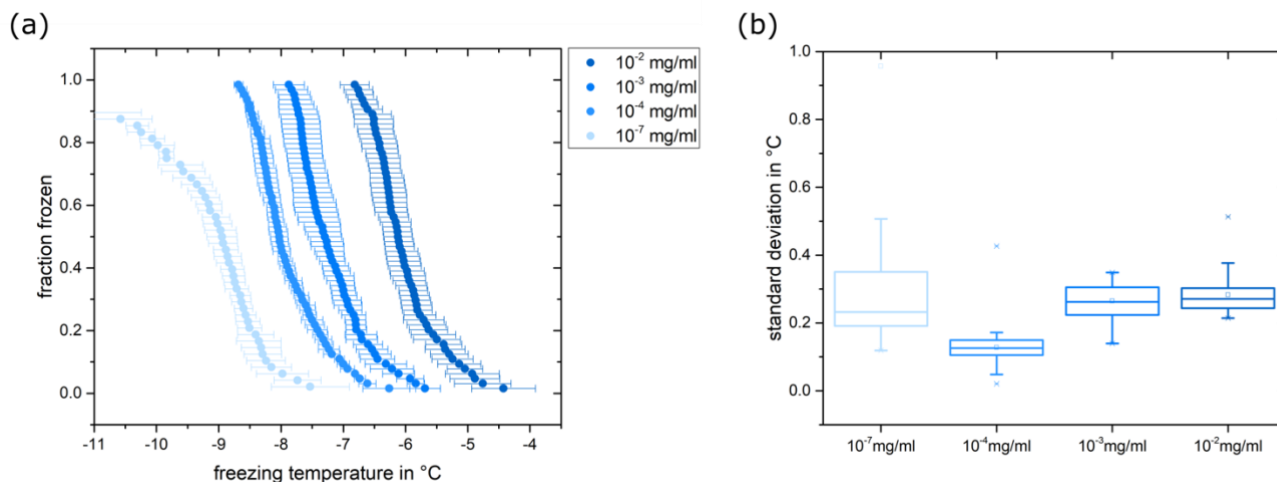 (a)
fraction frozen
1.0
0.8
0.6
0.4
0.2
0.0
-11 -10 -9 -8 -7 -6 -5 -4
freezing temperature in °C
10⁻² mg/ml
10⁻³ mg/ml
10⁻⁴ mg/ml
10⁻⁷ mg/ml
(b)
standard deviation in °C
1.0
0.8
0.6
0.4
0.2
0.0
10⁻⁷mg/ml 10⁻⁴mg/ml 10⁻³mg/ml 10⁻²mg/ml